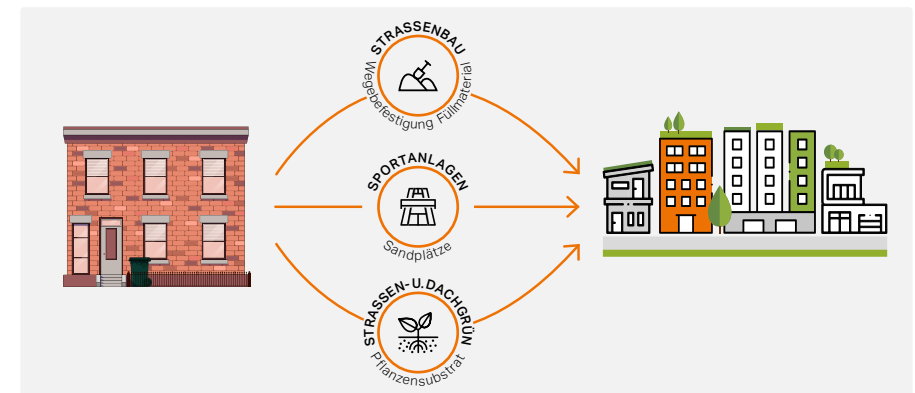 STRASSENBAU
Wegebefestigung Füllmaterial
SPORTANLAGEN
Sandplätze
STRASSEN-U.DACHGRÜN
Pflanzensubstrat